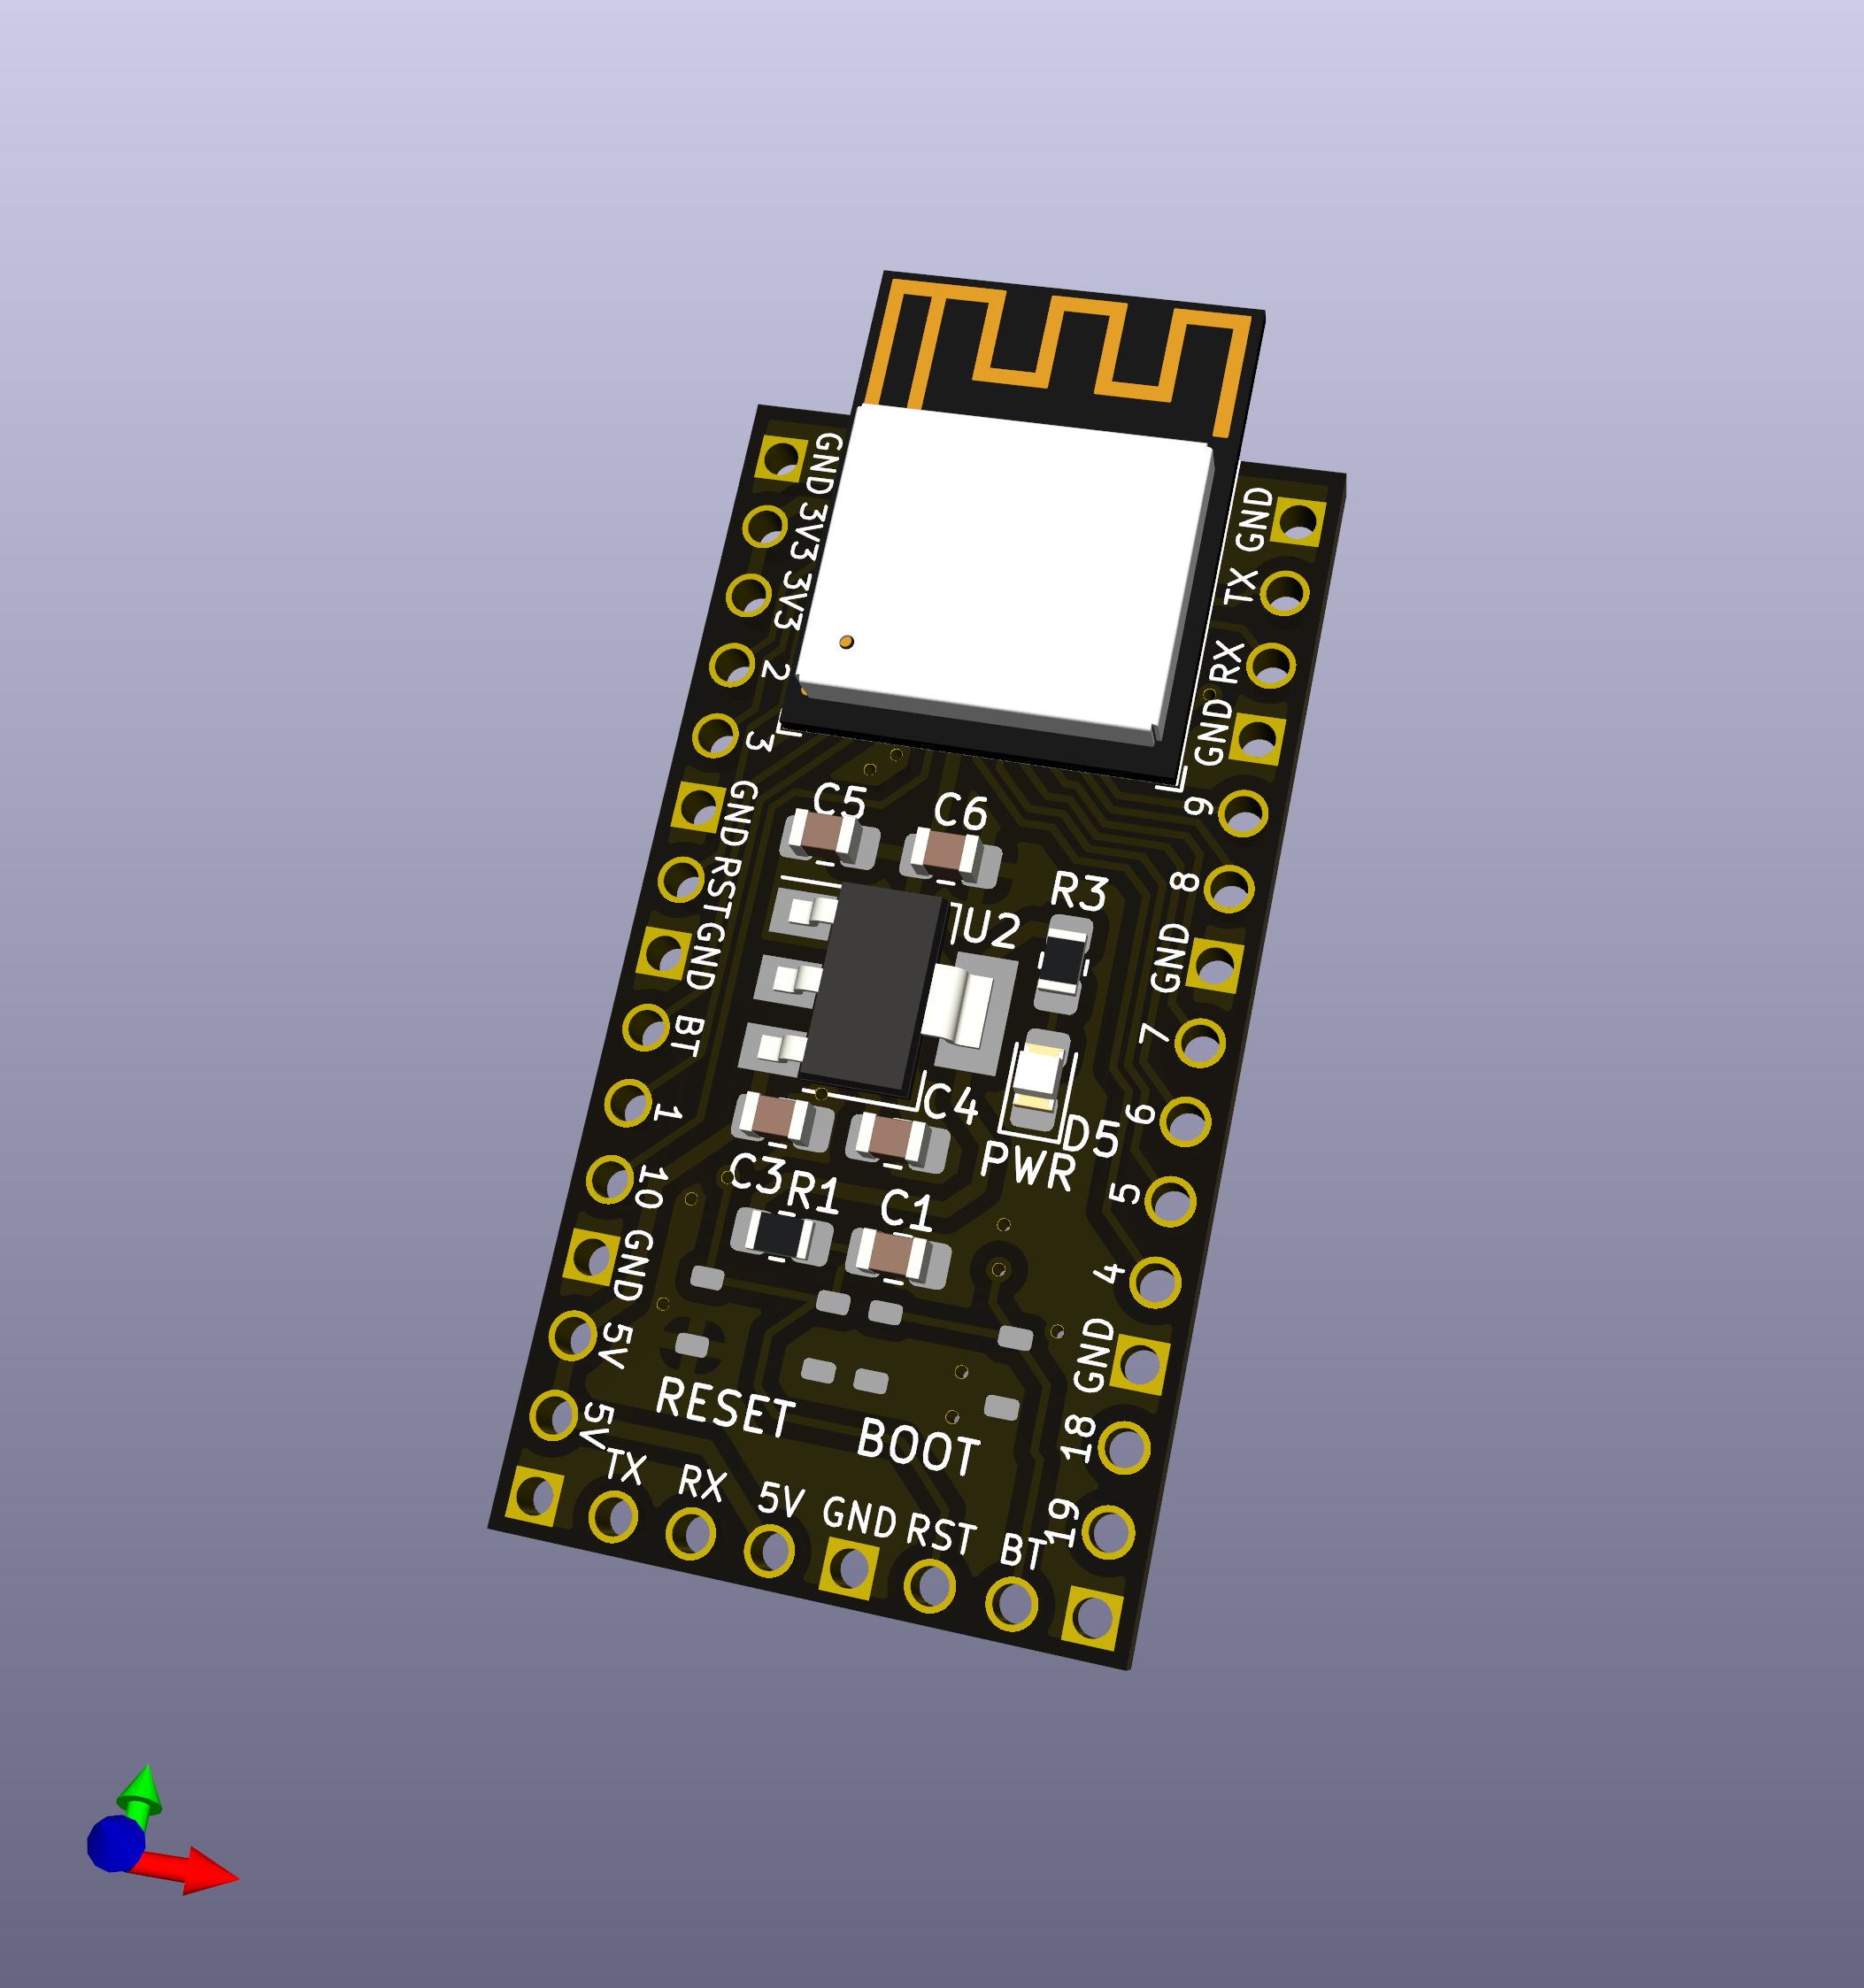 GND
3V3
3V3
2
3
GND
RST
GND
BT
1
10
GND
5V
5V
GND
TX
RX
GND
9
8
GND
7
6
5
4
GND
18
19
C5
C6
R3
U2
C4
D5
PWR
C3
R1
C1
RESET
BOOT
TX
RX
5V
GND
RST
BT